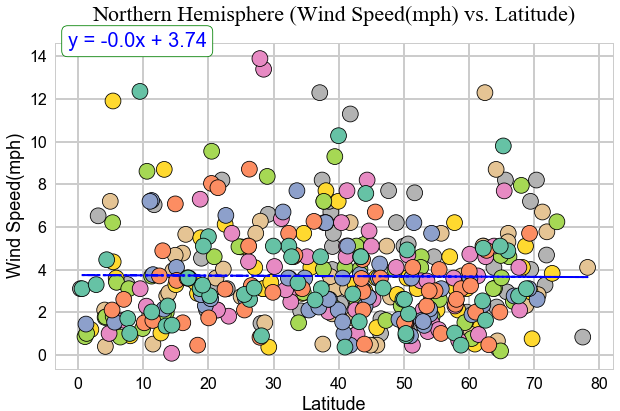 Northern Hemisphere (Wind Speed(mph) vs. Latitude)
y = -0.0x + 3.74
14
12
10
8
6
4
2
0
Wind Speed(mph)
0 10 20 30 40 50 60 70 80
Latitude